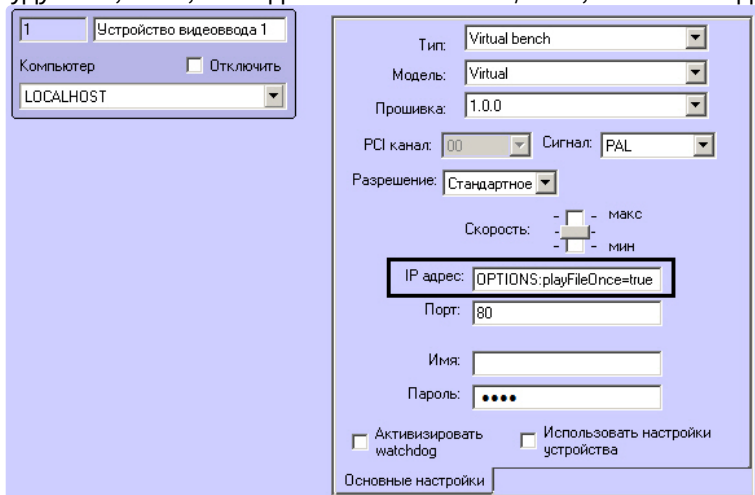 1
Устройство видеоввода 1
Компьютер
Отключить
LOCALHOST
Тип: Virtual bench
Модель: Virtual
Прошивка: 1.0.0
PCI канал: 00 Сигнал: PAL
Разрешение: Стандартное
макс
Скорость:
мин
IP адрес: OPTIONS:playFileOnce=true
Порт: 80
Имя:
Пароль: ••••
Активизировать watchdog
Использовать настройки устройства
Основные настройки